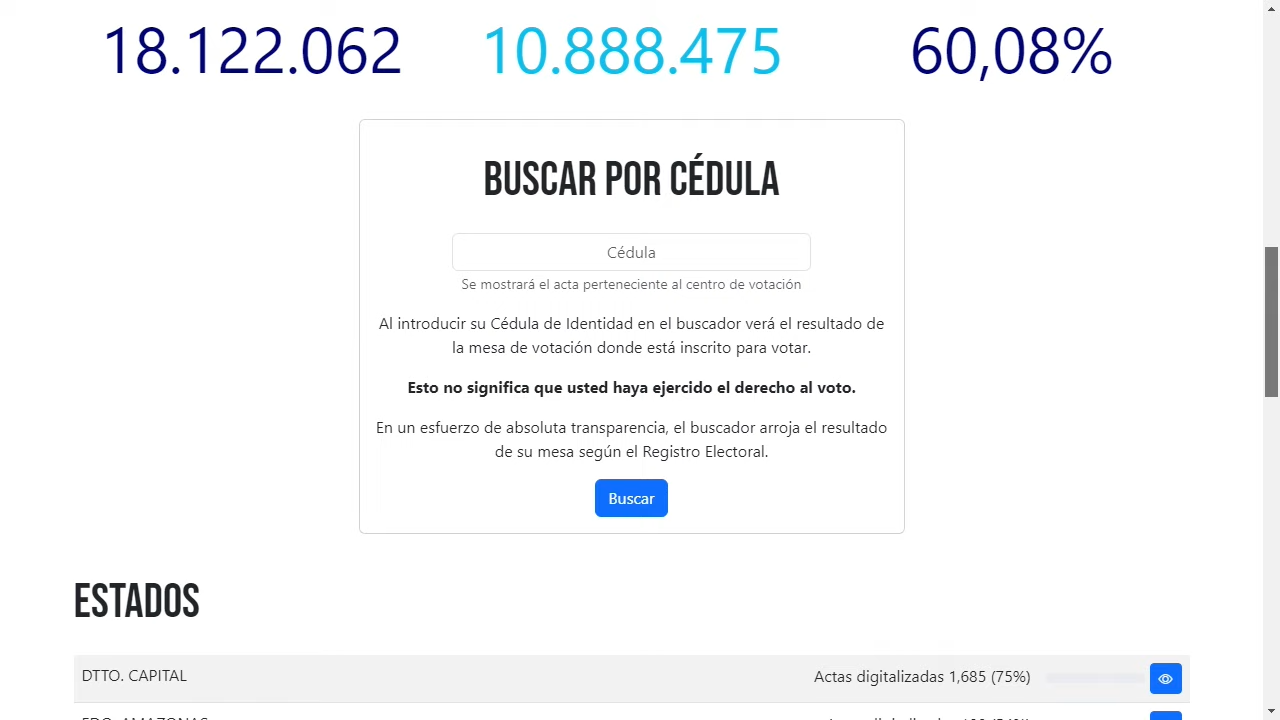 18.122.062 10.888.475 60,08%
BUSCAR POR CÉDULA
Cédula
Se mostrará el acta perteneciente al centro de votación
Al introducir su Cédula de Identidad en el buscador verá el resultado de
la mesa de votación donde está inscrito para votar.
Esto no significa que usted haya ejercido el derecho al voto.
En un esfuerzo de absoluta transparencia, el buscador arroja el resultado
de su mesa según el Registro Electoral.
Buscar
ESTADOS
DTTO. CAPITAL Actas digitalizadas 1,685 (75%)